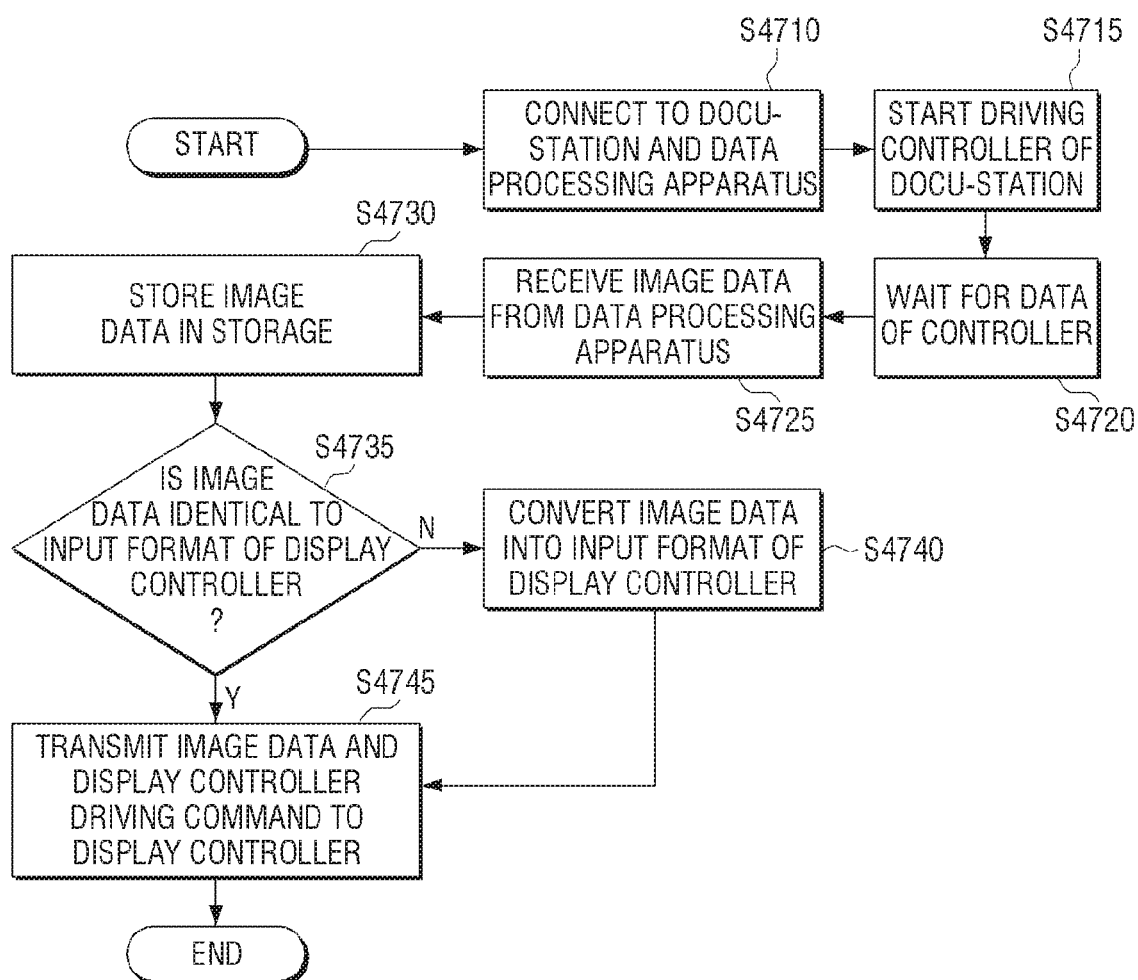 S4710
S4715
START
CONNECT TO DOCU-
STATION AND DATA
PROCESSING APPARATUS
START DRIVING
CONTROLLER OF
DOCU-STATION
S4730
STORE IMAGE
DATA IN STORAGE
RECEIVE IMAGE DATA
FROM DATA PROCESSING
APPARATUS
WAIT FOR DATA
OF CONTROLLER
S4725
S4720
S4735
IS IMAGE
DATA IDENTICAL TO
INPUT FORMAT OF DISPLAY
CONTROLLER
?
N
CONVERT IMAGE DATA
INTO INPUT FORMAT OF
DISPLAY CONTROLLER
S4740
Y
S4745
TRANSMIT IMAGE DATA AND
DISPLAY CONTROLLER
DRIVING COMMAND TO
DISPLAY CONTROLLER
END